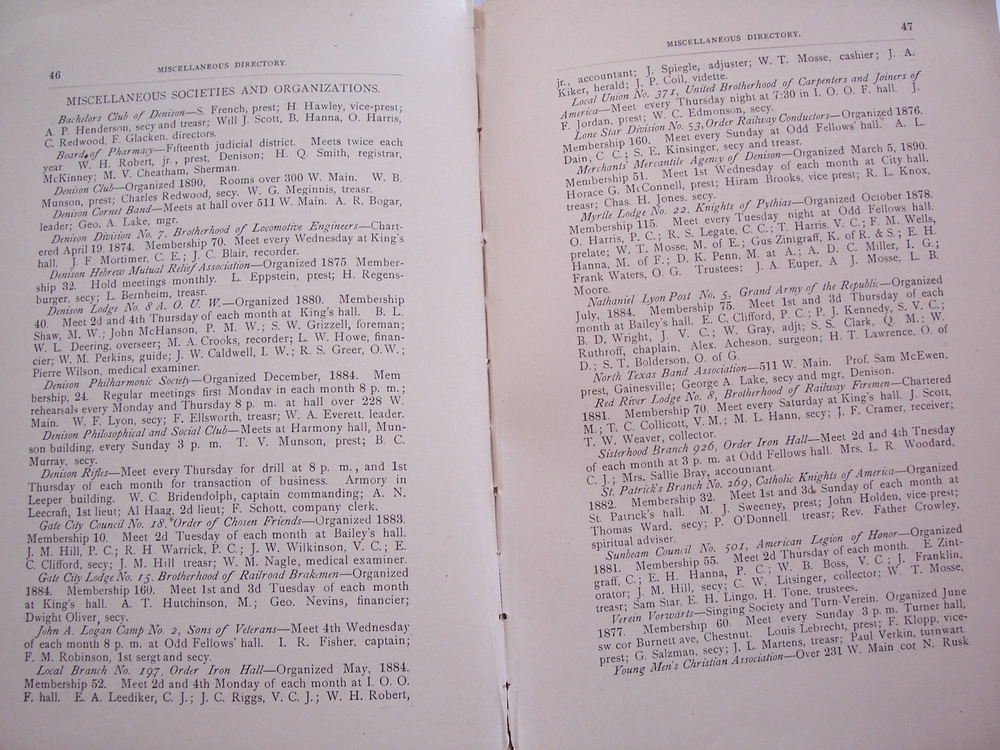 46
MISCELLANEOUS DIRECTORY.
MISCELLANEOUS SOCIETIES AND ORGANIZATIONS.
Bachelors Club of Denison—S. French, prest; H. Hawley, vice-prest;
A. P. Henderson, secy and treasr; Will J. Scott, B. Hanna, O. Harris,
C. Redwood, F. Glacken, directors.
Board of Pharmacy—Fifteenth judicial district. Meets twice each
year. W. H. Robert, jr., prest, Denison; H. Q. Smith, registrar,
McKinney; M. V. Cheatham, Sherman.
Denison Club—Organized 1890, Rooms over 300 W. Main. W. B.
Munson, prest; Charles Redwood, secy. W. G. Meginnis, treasr.
Denison Cornet Band—Meets at hall over 511 W. Main. A. R. Bogar,
leader; Geo. A. Lake, mgr.
Denison Division No. 7. Brotherhood of Locomotive Engineers—Chart-
ered April 19, 1874. Membership 70. Meet every Wednesday at King's
hall. J. F. Mortimer, C. E.; J. C. Blair, recorder.
Denison Hebrew Mutual Relief Association—Organized 1875. Member-
ship 32. Hold meetings monthly. L. Eppstein, prest; H. Regens-
burger, secy; L. Bernheim, treasr.
Denison Lodge No. 8 A. O. U. W.—Organized 1880. Membership
40. Meet 2d and 4th Thursday of each month at King's hall. B. L.
Shaw, M. W.; John McHanson, P. M. W.; S. W. Grizzell, foreman;
W. L. Deering, overseer; M. A. Crooks, recorder; L. W. Howe, finan-
cier; W. M. Perkins, guide; J. W. Caldwell, I. W.; R. S. Greer, O. W.;
Pierre Wilson, medical examiner.
Denison Philharmonic Society—Organized December, 1884. Mem
bership, 24. Regular meetings first Monday in each month 8 p. m.;
rehearsals every Monday and Thursday 8 p. m. at hall over 228 W.
Main. W. F. Lyon, secy; F. Ellsworth, treasr; W. A. Everett, leader.
Denison Philosophical and Social Club—Meets at Harmony hall, Mun-
son building, every Sunday 3 p. m. T. V. Munson, prest; B. C.
Murray, secy.
Denison Rifles—Meet every Thursday for drill at 8 p. m., and 1st
Thursday of each month for transaction of business. Armory in
Leeper building. W. C. Bridendolph, captain commanding; A. N.
Leecraft, 1st lieut; Al Haag, 2d lieut; F. Schott, company clerk.
Gate City Council No. 18. Order of Chosen Friends—Organized 1883.
Membership 10. Meet 2d Tuesday of each month at Bailey's hall.
J. M. Hill, P. C.; R. H Warrick, P. C.; J. W. Wilkinson, V. C.; E.
C. Clifford, secy; J. M. Hill treasr; W. M. Nagle, medical examiner.
Gate City Lodge No. 15. Brotherhood of Railroad Brakemen—Organized
1884. Membership 160. Meet 1st and 3d Tuesday of each month
at King's hall. A. T. Hutchinson, M.; Geo. Nevins, financier;
Dwight Oliver, secy.
John A. Logan Camp No. 2, Sons of Veterans—Meet 4th Wednesday
of each month 8 p. m. at Odd Fellows' hall. I. R. Fisher, captain;
F. M. Robinson, 1st sergt and secy.
Local Branch No. 197, Order Iron Hall—Organized May, 1884.
Membership 52. Meet 2d and 4th Monday of each month at I. O. O.
F. hall. E. A. Leediker, C. J.; J. C. Riggs, V. C. J.; W. H. Robert,
MISCELLANEOUS DIRECTORY.
47
jr., accountant; J. Spiegle, adjuster; W. T. Mosse, cashier; J. A.
Kiker, herald; J. P. Coil, vidette.
Local Union No. 371, United Brotherhood of Carpenters and Joiners of
America—Meet every Thursday night at 7:30 in I. O. O. F. hall. J.
F. Jordan, prest; W. C. Edmonson, secy.
Lone Star Division No. 53, Order Railway Conductors—Organized 1876.
Membership 160. Meet every Sunday at Odd Fellows' hall. A. L.
Dain, C C.; S. E. Kinsinger, secy and treasr.
Merchants' Mercantile Agency of Denison—Organized March 5, 1890.
Membership 51. Meet 1st Wednesday of each month at City hall.
Horace G. McConnell, prest; Hiram Brooks, vice prest; R. L. Knox,
treasr; Chas. H. Jones, secy.
Myrtle Lodge No. 22, Knights of Pythias—Organized October 1878.
Membership 115. Meet every Tuesday night at Odd Fellows hall.
O. Harris, P. C.; R. S. Legate, C. C.; T. Harris V. C.; F. M. Wells,
prelate; W. T. Mosse, M. of E.; Gus Zintgraff, K. of R. & S.; E. H.
Hanna, M. of F.; D. K. Penn, M. at A.; A. D. C. Miller, I. G.;
Frank Waters, O. G. Trustees: J. A. Euper, A J. Mosse, L. B.
Moore.
Nathaniel Lyon Post No. 5, Grand Army of the Republic—Organized
July, 1884. Membership 75. Meet 1st and 3d Thursday of each
month at Bailey's hall. E. C. Clifford, P. C.; P. J. Kennedy, S. V. C.;
B. D. Wright, J. V. C.; W. Gray, adjt; S. S. Clark, Q M.; W.
Ruthroff, chaplain. Alex. Acheson, surgeon; H. T. Lawrence, O. of
D.; S. T. Bolderson, O. of G.
North Texas Band Association—511 W. Main. Prof. Sam McEwen,
prest, Gainesville; George A. Lake, secy and mgr, Denison.
Red River Lodge No. 8, Brotherhood of Railway Firemen—Chartered
1881. Membership 70. Meet every Saturday at King's hall. J. Scott,
M.; T. C. Collicott, V. M.; M. L. Hann, secy; J. F. Cramer, receiver;
T. W. Weaver, collector.
Sisterhood Branch 926, Order Iron Hall—Meet 2d and 4th Tnesday
of each month at 3 p. m. at Odd Fellows hall. Mrs. L. R. Woodard,
C. J.; Mrs. Sallie Bray, accountant.
St. Patrick's Branch No. 269, Catholic Knights of America—Organized
1882. Membership 32. Meet 1st and 3d, Sunday of each month at
St. Patrick's hall. M. J. Sweeney, prest; John Holden, vice-prest;
Thomas Ward, secy; P. O'Donnell, treasr; Rev. Father Crowley,
spiritual adviser.
Sunbeam Council No. 501, American Legion of Honor—Organized
1881. Membership 55. Meet 2d Thursday of each month. E. Zint-
graff, C.; E. H. Hanna, P. C.; W. B. Boss, V. C; J. Franklin,
orator; J. M. Hill, secy; C. W. Litsinger, collector; W. T. Mosse,
treasr; Sam Star, E. H. Lingo, H. Tone, trustees.
Verein Vorwärts—Singing Society and Turn-Verein. Organized June
1877. Membership 60. Meet every Sunday 3 p. m. Turner hall,
sw cor Burnett ave, Chestnut. Louis Lebrecht, prest; F. Klopp, vice-
prest; G. Salzman, secy; J. L. Martens, treasr; Paul Verkin, turnwart.
Young Men's Christian Association—Over 231 W. Main cor N. Rusk